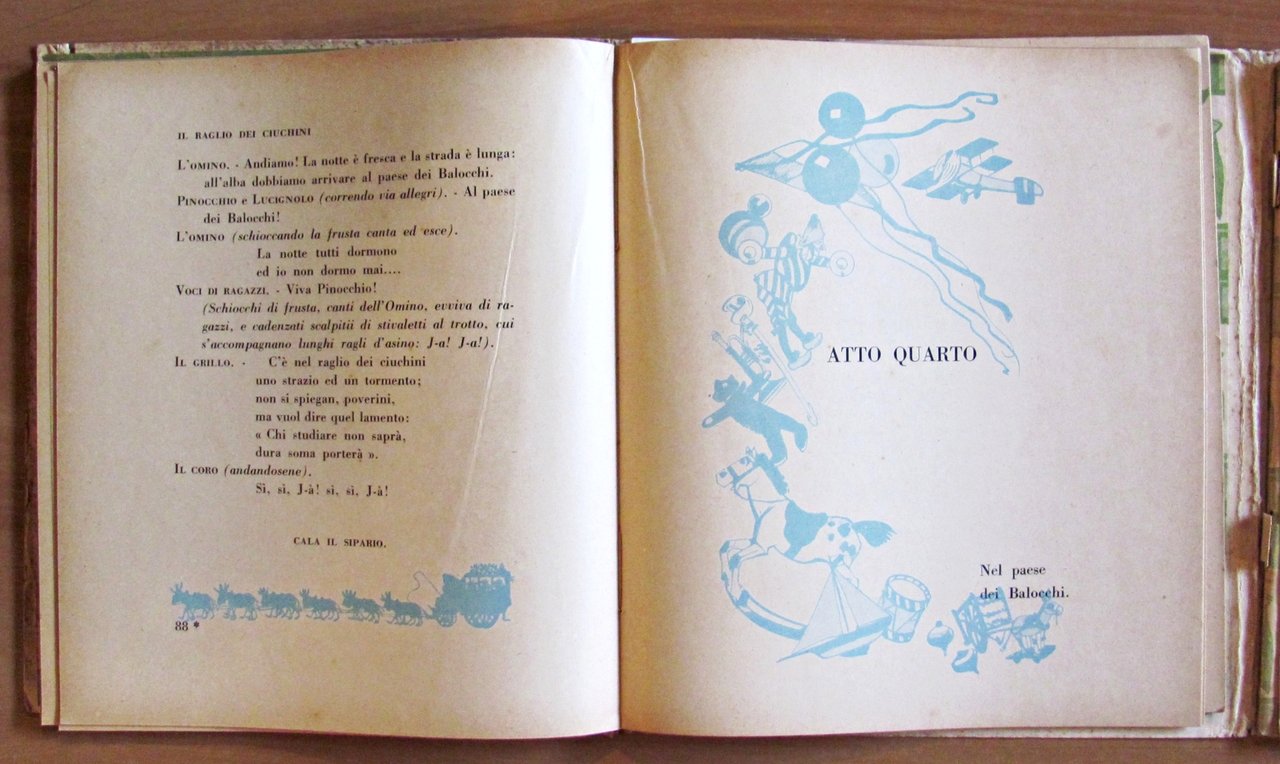 IL RAGLIO DEI CIUCHINI
L'OMINO. - Andiamo! La notte è fresca e la strada è lunga:
all'alba dobbiamo arrivare al paese dei Balocchi.
PINOCCHIO e LUCIGNOLO (correndo via allegri). - Al paese
dei Balocchi!
L'OMINO (schioccando la frusta canta ed esce).
La notte tutti dormono
ed io non dormo mai....
VOCI DI RAGAZZI. - Viva Pinocchio!
(Schiocchi di frusta, canti dell'Omino, evviva di ra-
gazzi, e cadenzati scalpitii di stivaletti al trotto, cui
s'accompagnano lunghi ragli d'asino: J-a! J-a!).
IL GRILLO. - C'è nel raglio dei ciuchini
uno strazio ed un tormento;
non si spiegan, poverini,
ma vuol dire quel lamento:
« Chi studiare non saprà,
dura soma porterà ».
IL CORO (andandosene).
Sì, sì, J-à! sì, sì, J-à!
CALA IL SIPARIO.
88 *
ATTO QUARTO
Nel paese
dei Balocchi.